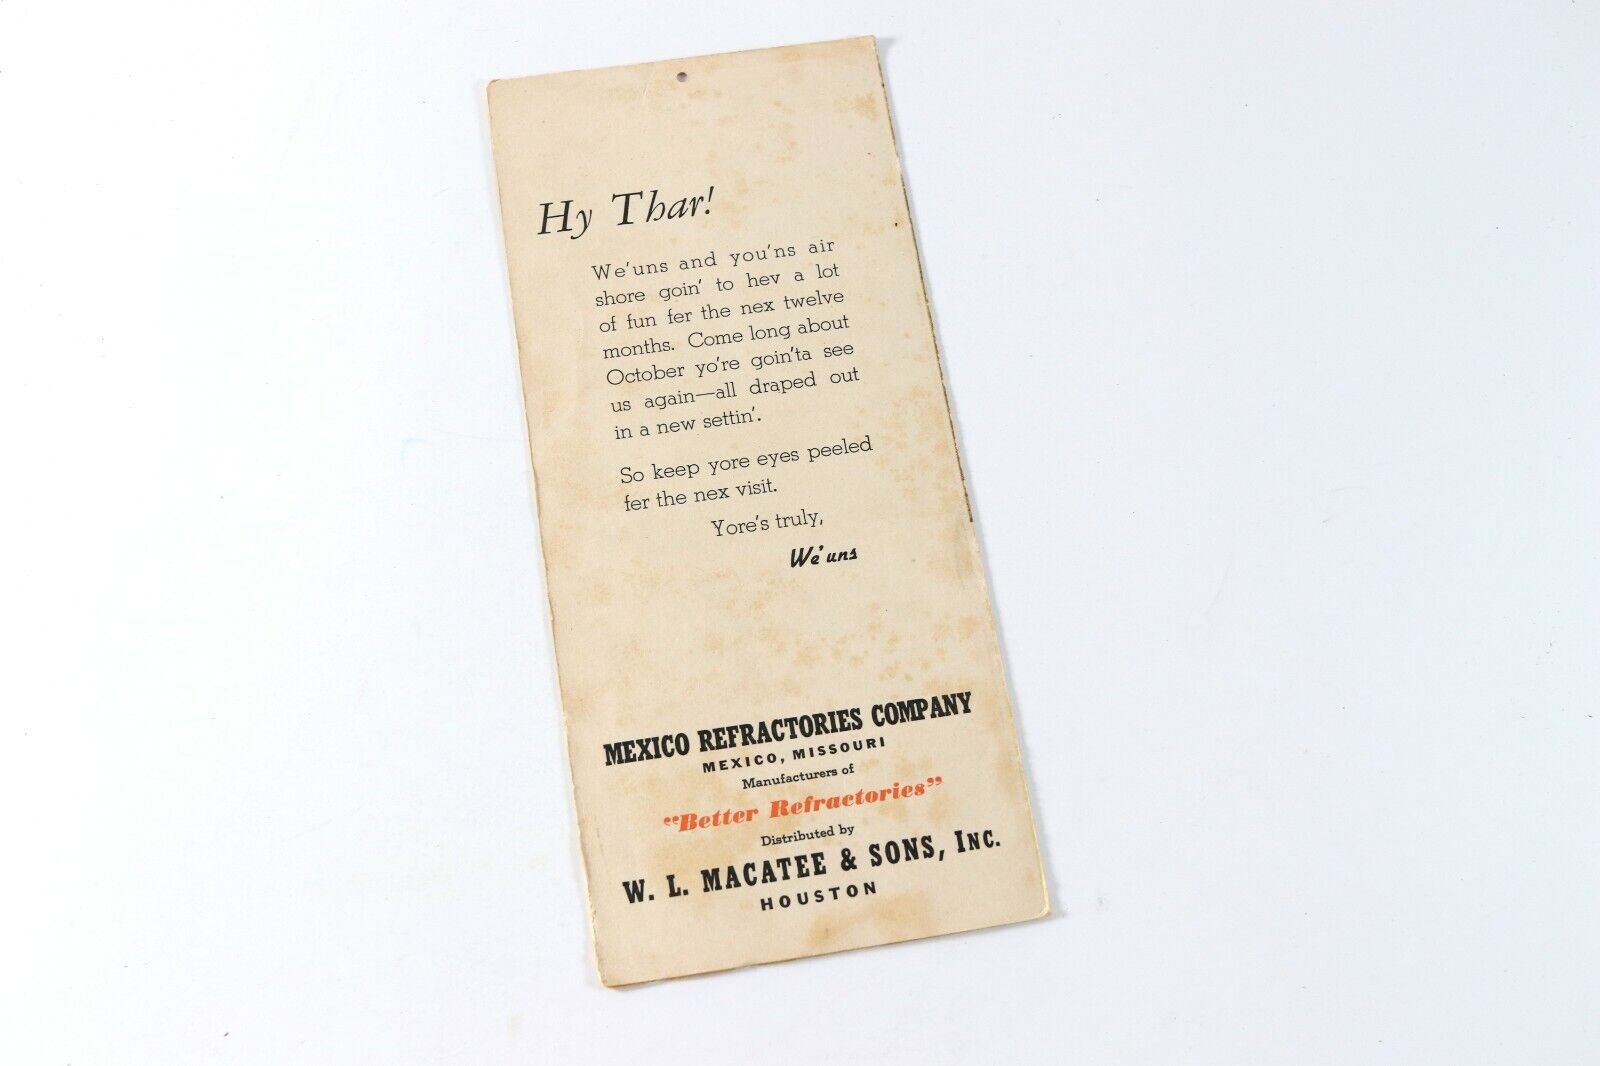 Hy Thar!
We'uns and you'ns air
shore goin' to hev a lot
of fun fer the nex twelve
months. Come long about
October yo're goin'ta see
us again—all draped out
in a new settin'.
So keep yore eyes peeled
fer the nex visit.
Yore's truly,
We'uns
MEXICO REFRACTORIES COMPANY
MEXICO, MISSOURI
Manufacturers of
"Better Refractories"
Distributed by
W. L. MACATEE & SONS, INC.
HOUSTON